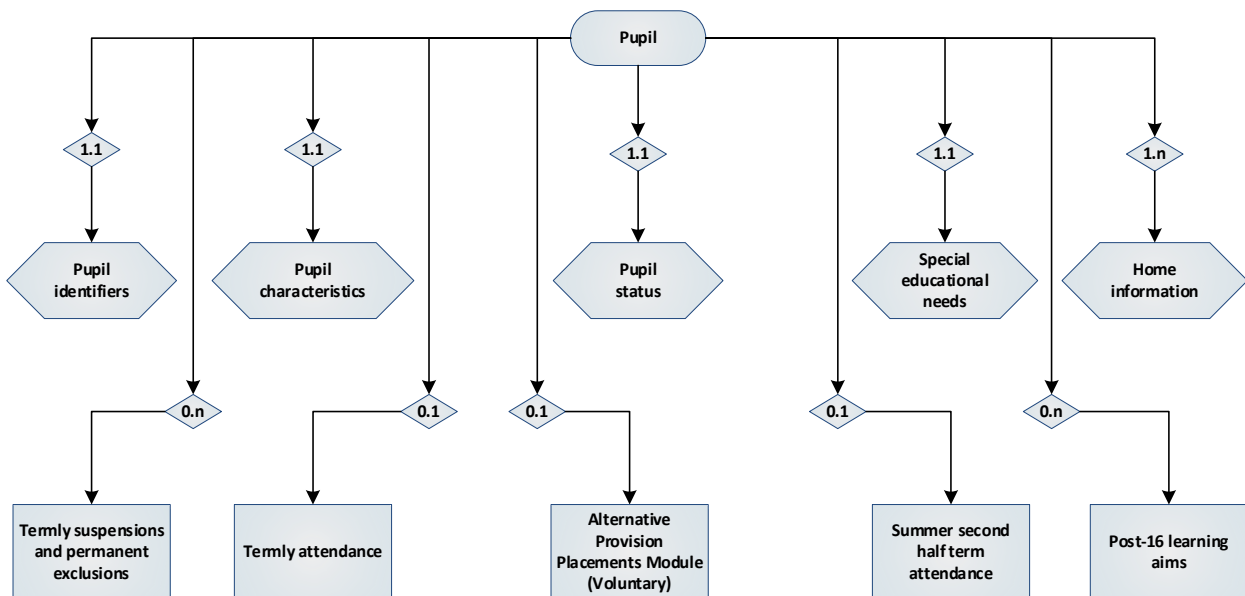 Pupil
1.1
1.1
1.1
1.1
1.n
Pupil
identifiers
Pupil
characteristics
Pupil
status
Special
educational
needs
Home
information
0.n
0.1
0.1
0.1
0.n
Termly suspensions
and permanent
exclusions
Termly attendance
Alternative
Provision
Placements Module
(Voluntary)
Summer second
half term
attendance
Post-16 learning
aims